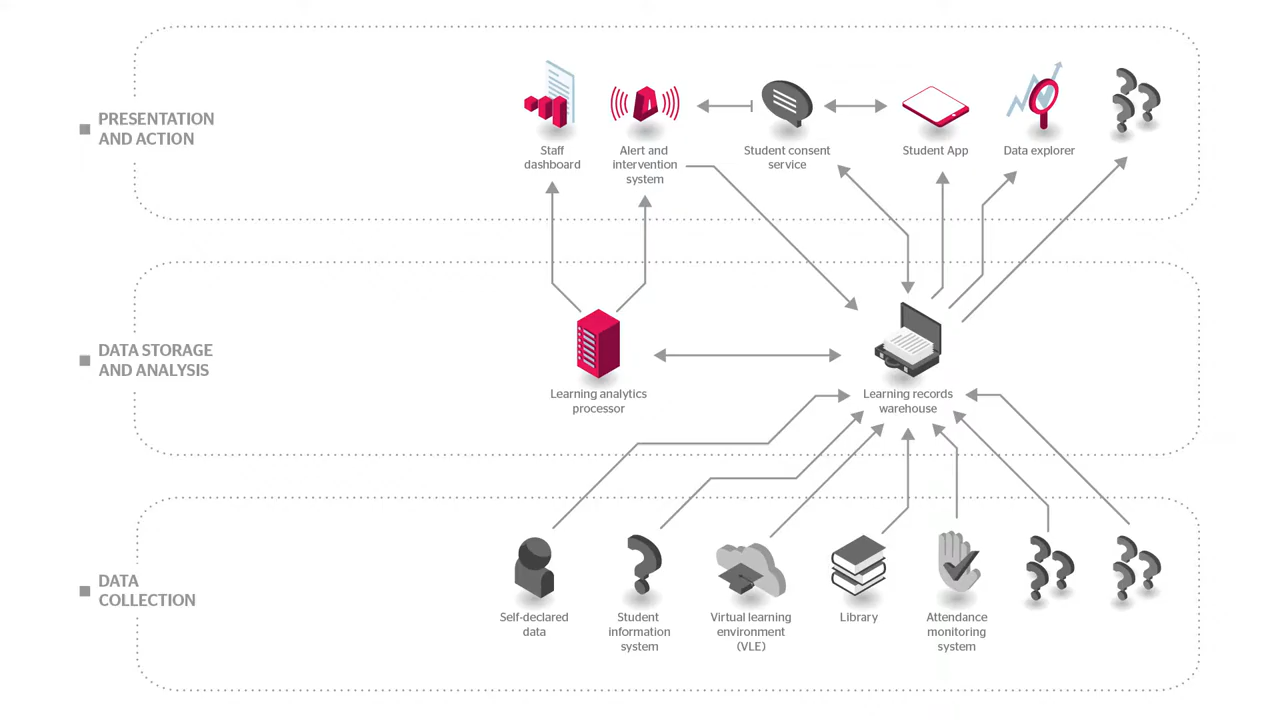 PRESENTATION
AND ACTION
Staff
dashboard
Alert and
intervention
system
Student consent
service
Student App
Data explorer
DATA STORAGE
AND ANALYSIS
Learning analytics
processor
Learning records
warehouse
DATA
COLLECTION
Self-declared
data
Student
information
system
Virtual learning
environment
(VLE)
Library
Attendance
monitoring
system